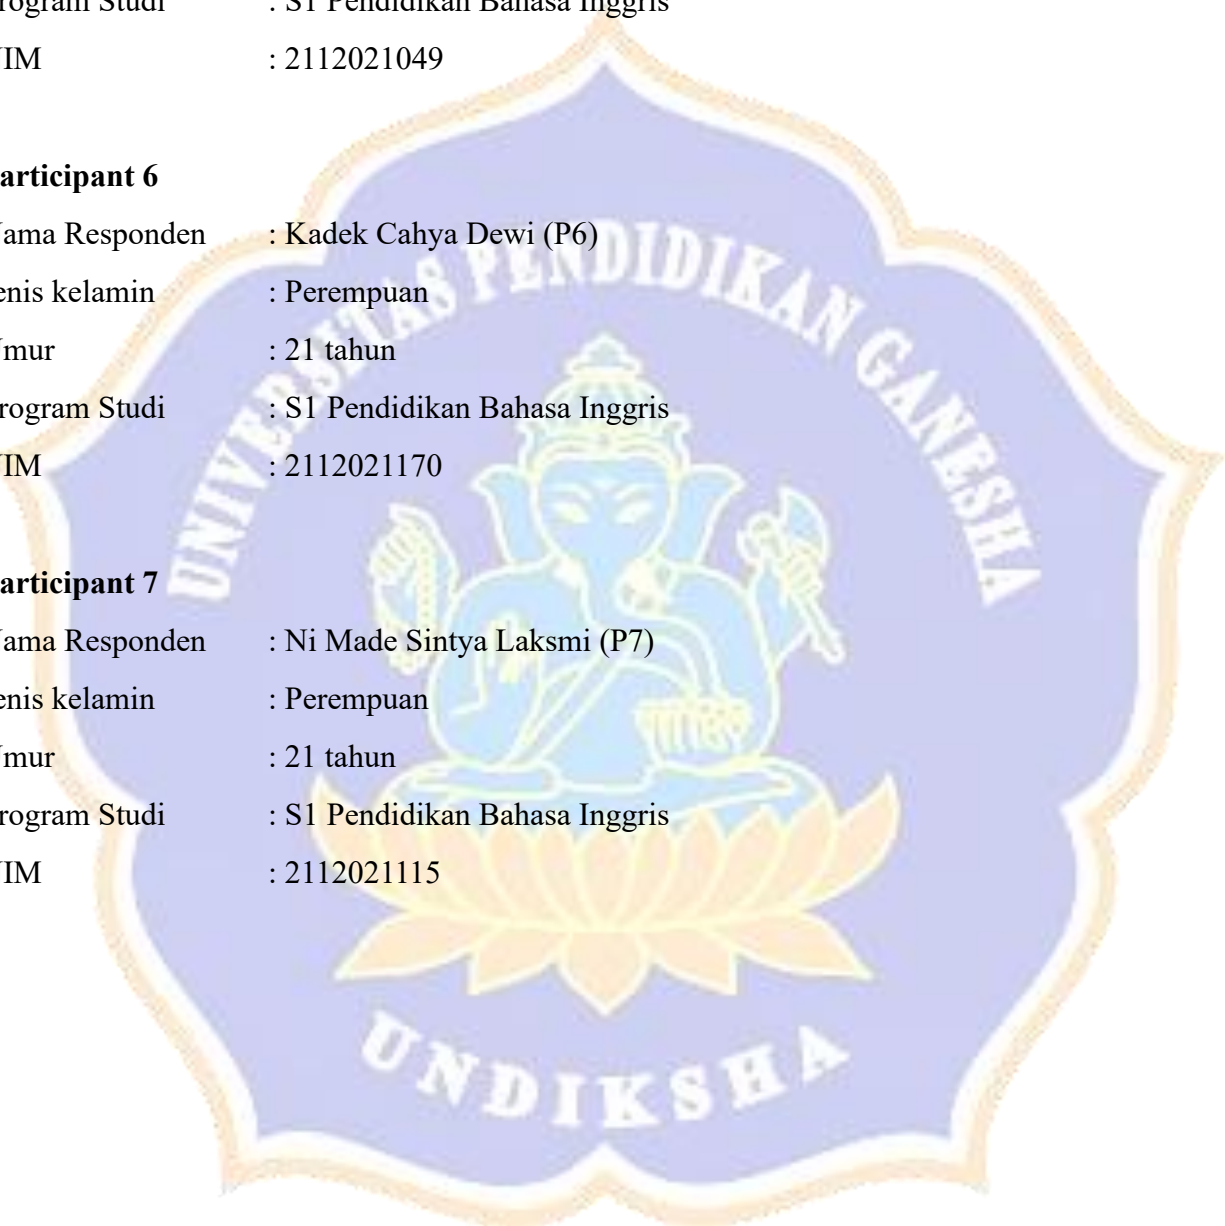 rogram Studi : S1 Pendidikan Bahasa Inggris
IM : 2112021049
articipant 6
ama Responden : Kadek Cahya Dewi (P6)
enis kelamin : Perempuan
mur : 21 tahun
rogram Studi : S1 Pendidikan Bahasa Inggris
IM : 2112021170
articipant 7
ama Responden : Ni Made Sintya Laksmi (P7)
enis kelamin : Perempuan
mur : 21 tahun
rogram Studi : S1 Pendidikan Bahasa Inggris
IM : 2112021115
UNIVERSITAS PENDIDIKAN GANESHA
UNDIKSHA